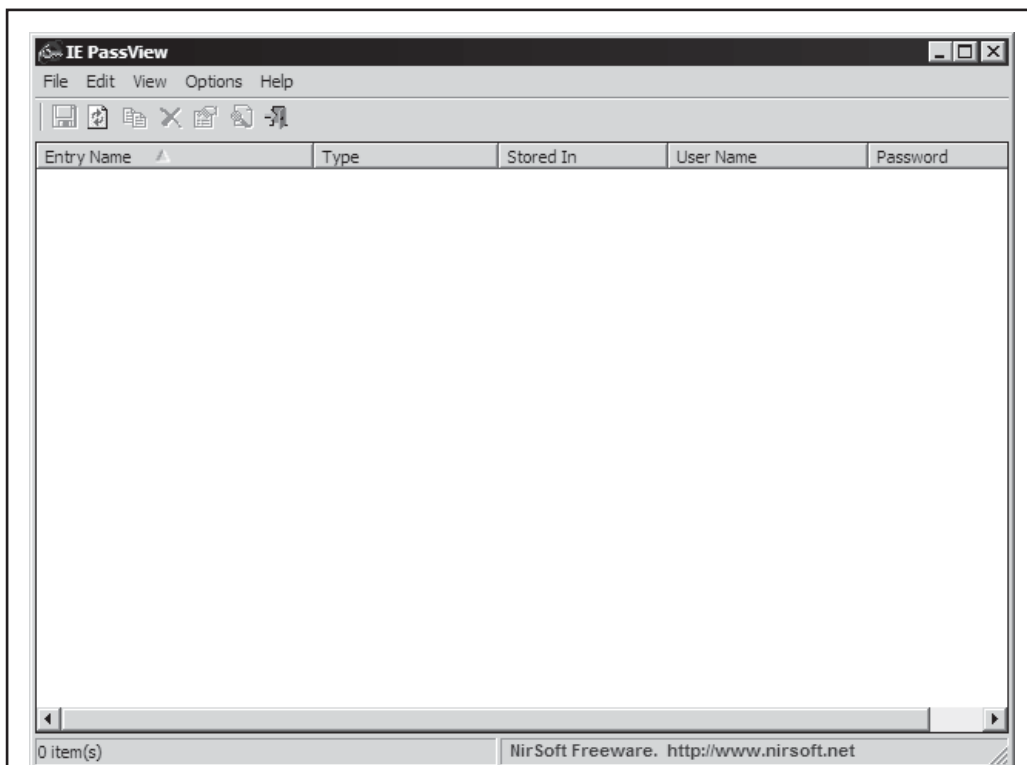 IE PassView
File Edit View Options Help
Entry Name Type Stored In User Name Password
0 item(s) NirSoft Freeware. http://www.nirsoft.net